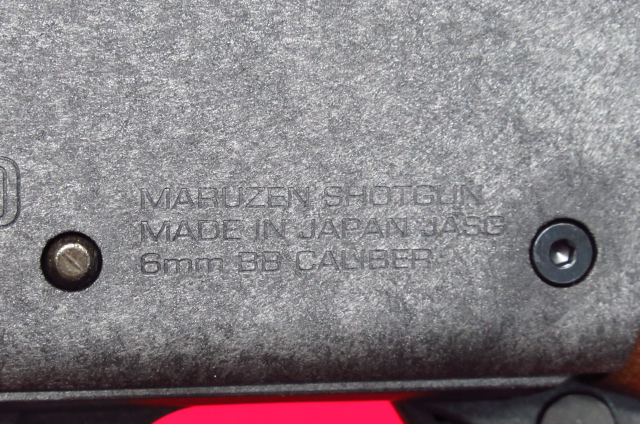 MARUZEN SHOTGUN
MADE IN JAPAN JASG
6mm BB CALIBER